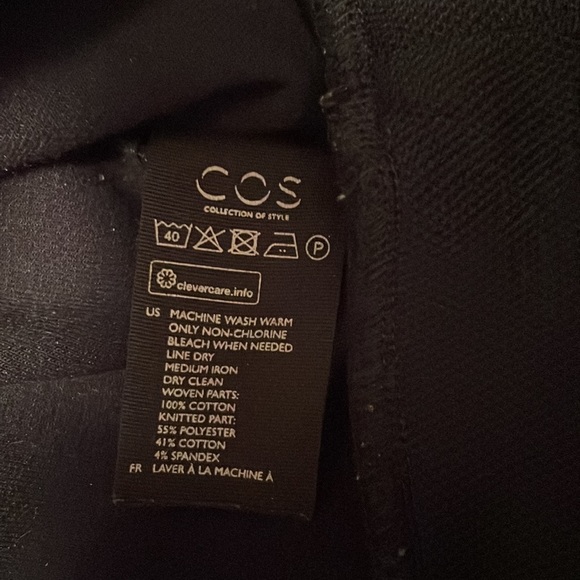 COS
COLLECTION OF STYLE
40 P
clevercare.info
US MACHINE WASH WARM
ONLY NON-CHLORINE
BLEACH WHEN NEEDED
LINE DRY
MEDIUM IRON
DRY CLEAN
WOVEN PARTS:
100% COTTON
KNITTED PART:
55% POLYESTER
41% COTTON
4% SPANDEX
FR LAVER À LA MACHINE À